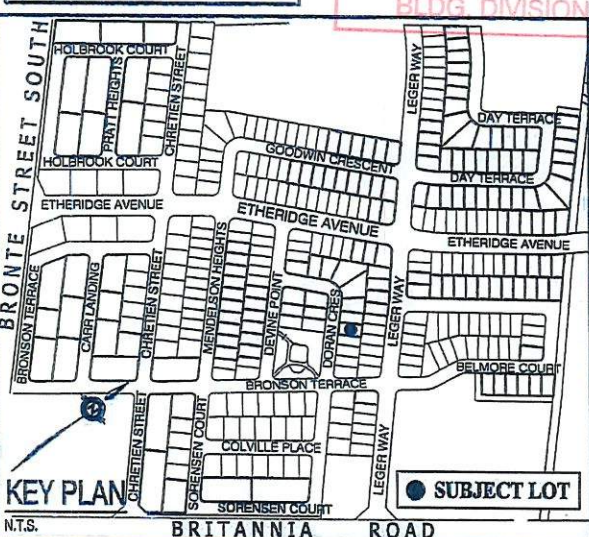 BLDG. DIVISION
HOLBROOK COURT
BRONTE STREET SOUTH
PRATT HEIGHTS
CHRETIEN STREET
LEGER WAY
DAY TERRACE
GOODWIN CRESCENT
HOLBROOK COURT
DAY TERRACE
ETHERIDGE AVENUE
ETHERIDGE AVENUE
ETHERIDGE AVENUE
BRONSON TERRACE
CARR LANDING
CHRETIEN STREET
MENDELSON HEIGHTS
DEVINE POINT
DORAN CRES
LEGER WAY
BELMORE COURT
BRONSON TERRACE
CHRETIEN STREET
SORENSEN COURT
COLVILLE PLACE
LEGER WAY
KEY PLAN
SUBJECT LOT
SORENSEN COURT
N.T.S.
BRITANNIA ROAD